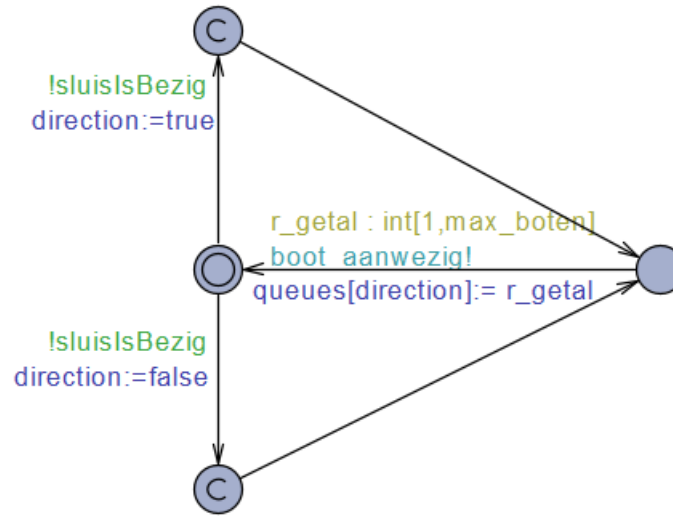 C
!sluisIsBezig
direction:=true
r_getal : int[1,max_boten]
boot_aanwezig!
queues[direction]:= r_getal
!sluisIsBezig
direction:=false
C